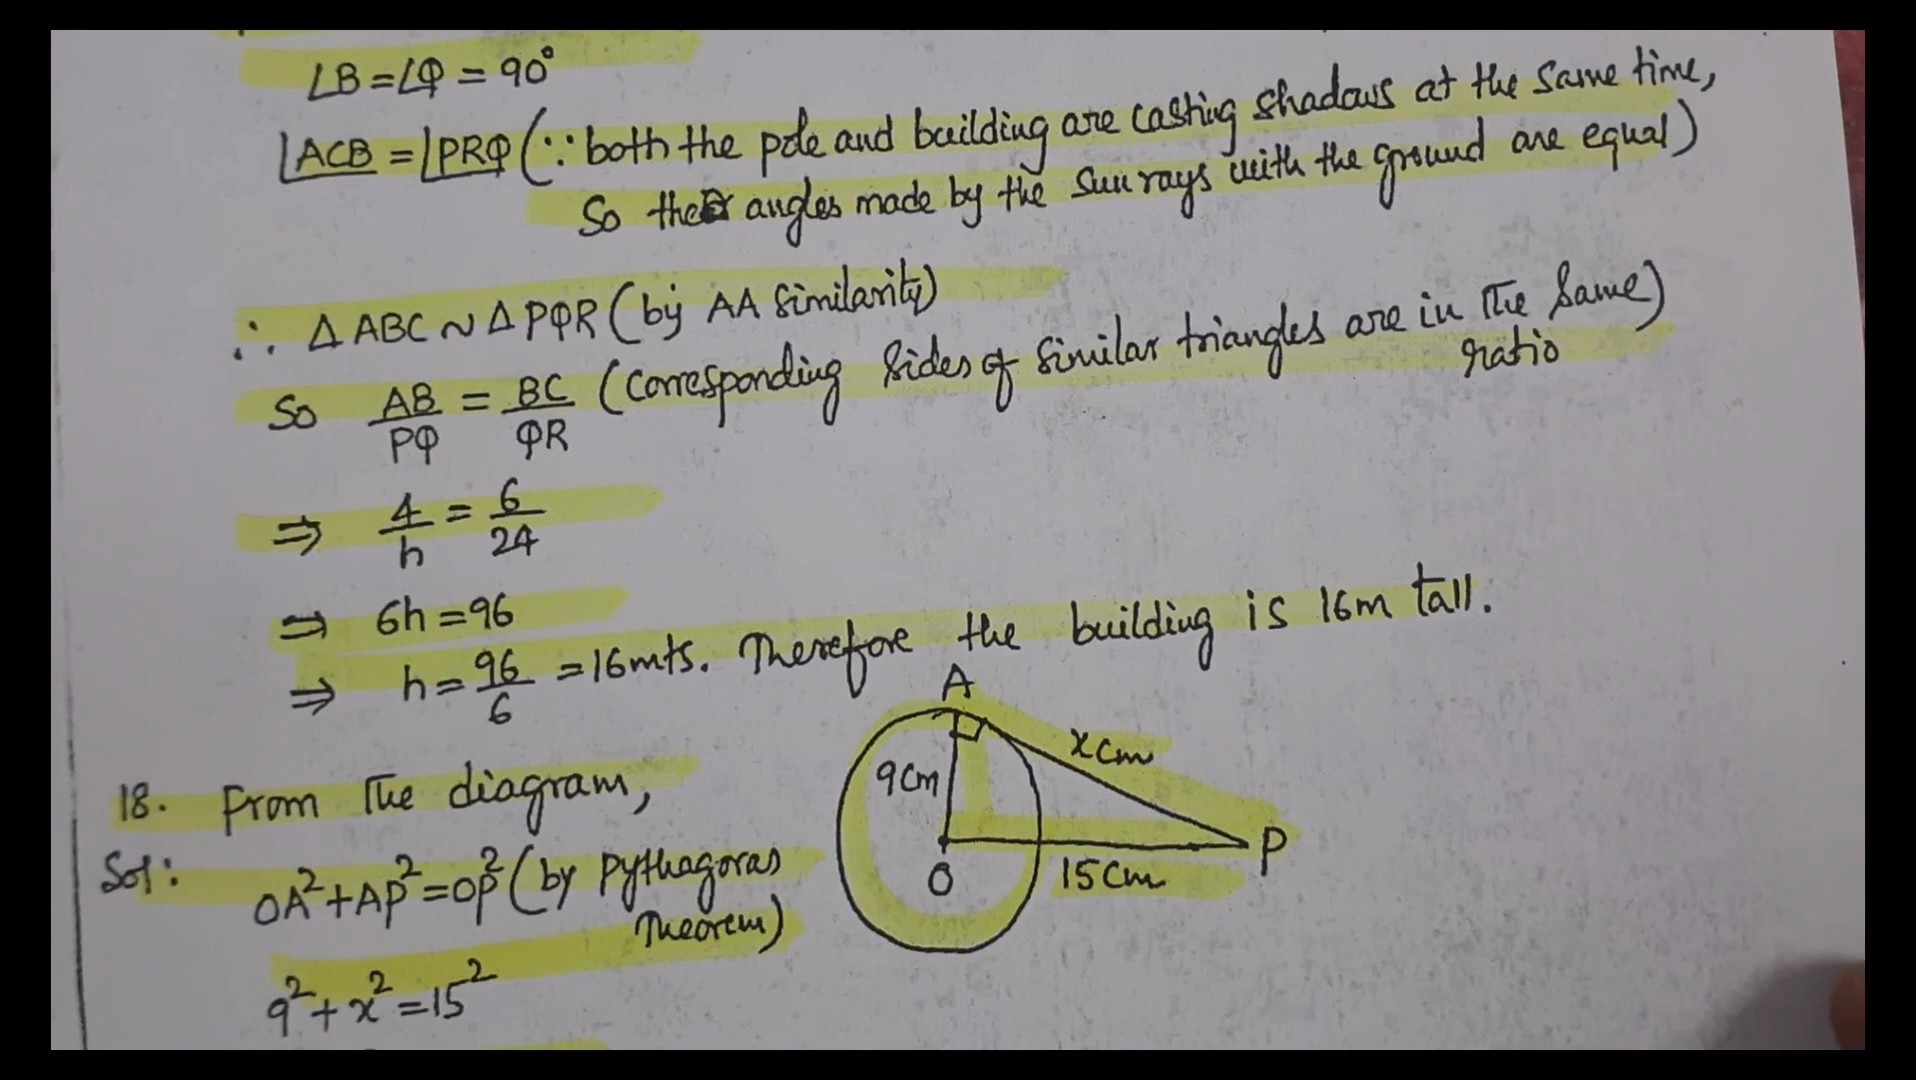 ∠B = ∠Q = 90°
∠ACB = ∠PRQ (∵ both the pole and building are casting shadows at the same time,
So the angles made by the Sun rays with the ground are equal)
∴ Δ ABC ~ Δ PQR (by AA Similarity)
So AB/PQ = BC/QR (Corresponding Sides of Similar triangles are in the Same ratio)
⇒ 4/h = 6/24
⇒ 6h = 96
⇒ h = 96/6 = 16mts. Therefore the building is 16m tall.
A
x cm
9cm
P
O
15cm
18. From The diagram,
Sol:
OA² + AP² = OP² (by Pythagoras
Theorem)
9² + x² = 15²